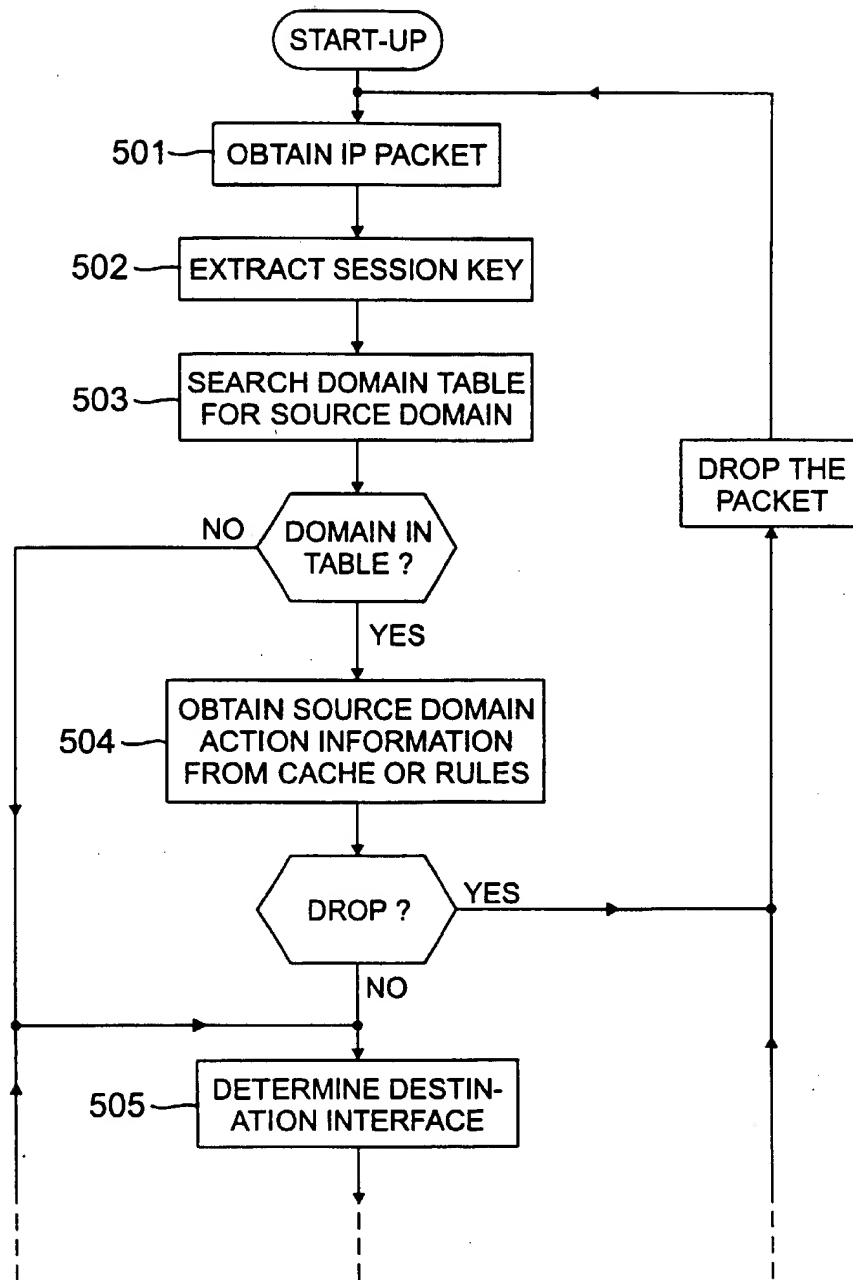 START-UP
501
OBTAIN IP PACKET
502
EXTRACT SESSION KEY
503
SEARCH DOMAIN TABLE
FOR SOURCE DOMAIN
DROP THE
PACKET
NO
DOMAIN IN
TABLE ?
YES
504
OBTAIN SOURCE DOMAIN
ACTION INFORMATION
FROM CACHE OR RULES
DROP ?
YES
NO
505
DETERMINE DESTIN-
ATION INTERFACE